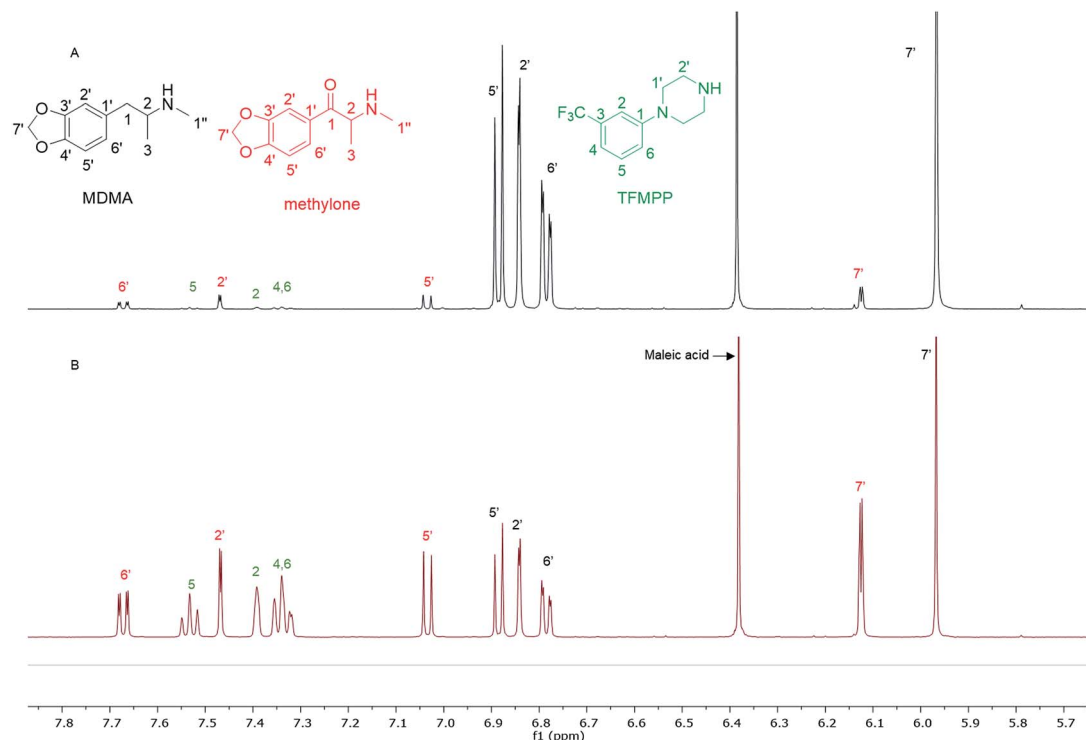 A
7'
2'
5'
6'
H
N
O
O
7'
3'
2'
1'
2
1
1"
4'
6'
5'
3
MDMA
O
H
N
O
O
7'
3'
2'
1'
2
1
1"
4'
6'
5'
3
methylone
2'
1'
NH
N
CF3
3
2
1
4
6
5
TFMPP
6'
5
2'
2
4,6
5'
7'
B
Maleic acid
7'
6'
5
2'
2
4,6
5'
5'
2'
6'
7'
7.8 7.7 7.6 7.5 7.4 7.3 7.2 7.1 7.0 6.9 6.8 6.7 6.6 6.5 6.4 6.3 6.2 6.1 6.0 5.9 5.8 5.7
f1 (ppm)